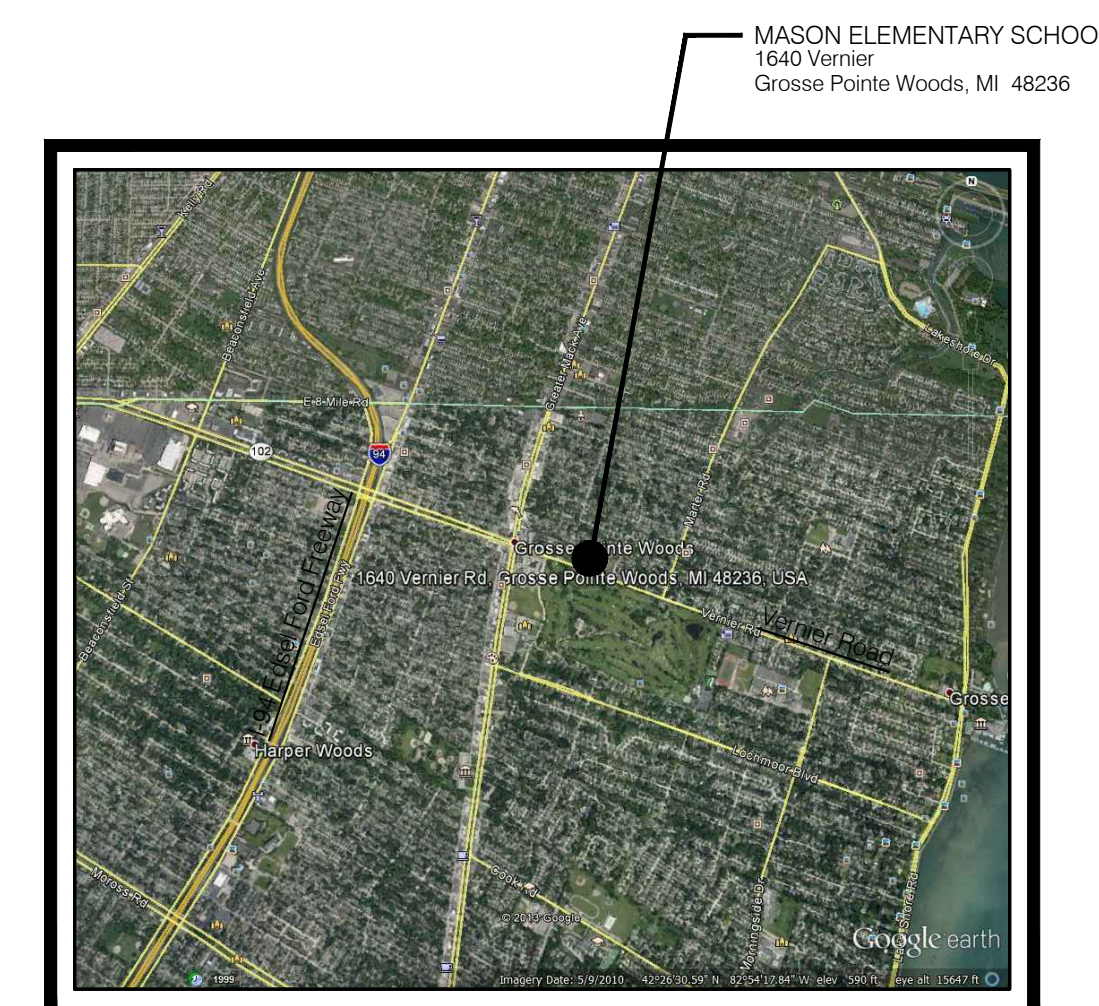 MASON ELEMENTARY SCHOO
1640 Vernier
Grosse Pointe Woods, MI 48236
N
Kelly Rd
Beaconsfield Ave
Greater Mack Ave
Lakeshore Dr
E 8 Mile Rd
102
94
Marter Rd
I-94 Edsel Ford Freeway
Edsel Ford Fwy
Grosse Pointe Woods
1640 Vernier Rd, Grosse Pointe Woods, MI 48236, USA
Beaconsfield St
Vernier Rd
Vernier Road
Grosse
Harper Woods
Lochmoor Blvd
Moross Rd
Cook Rd
Morningside Dr
Lake Shore Rd
© 2013 Google
Google earth
1999
Imagery Date: 5/9/2010 42°26'30.59" N 82°54'17.84" W elev 590 ft eye alt 15647 ft